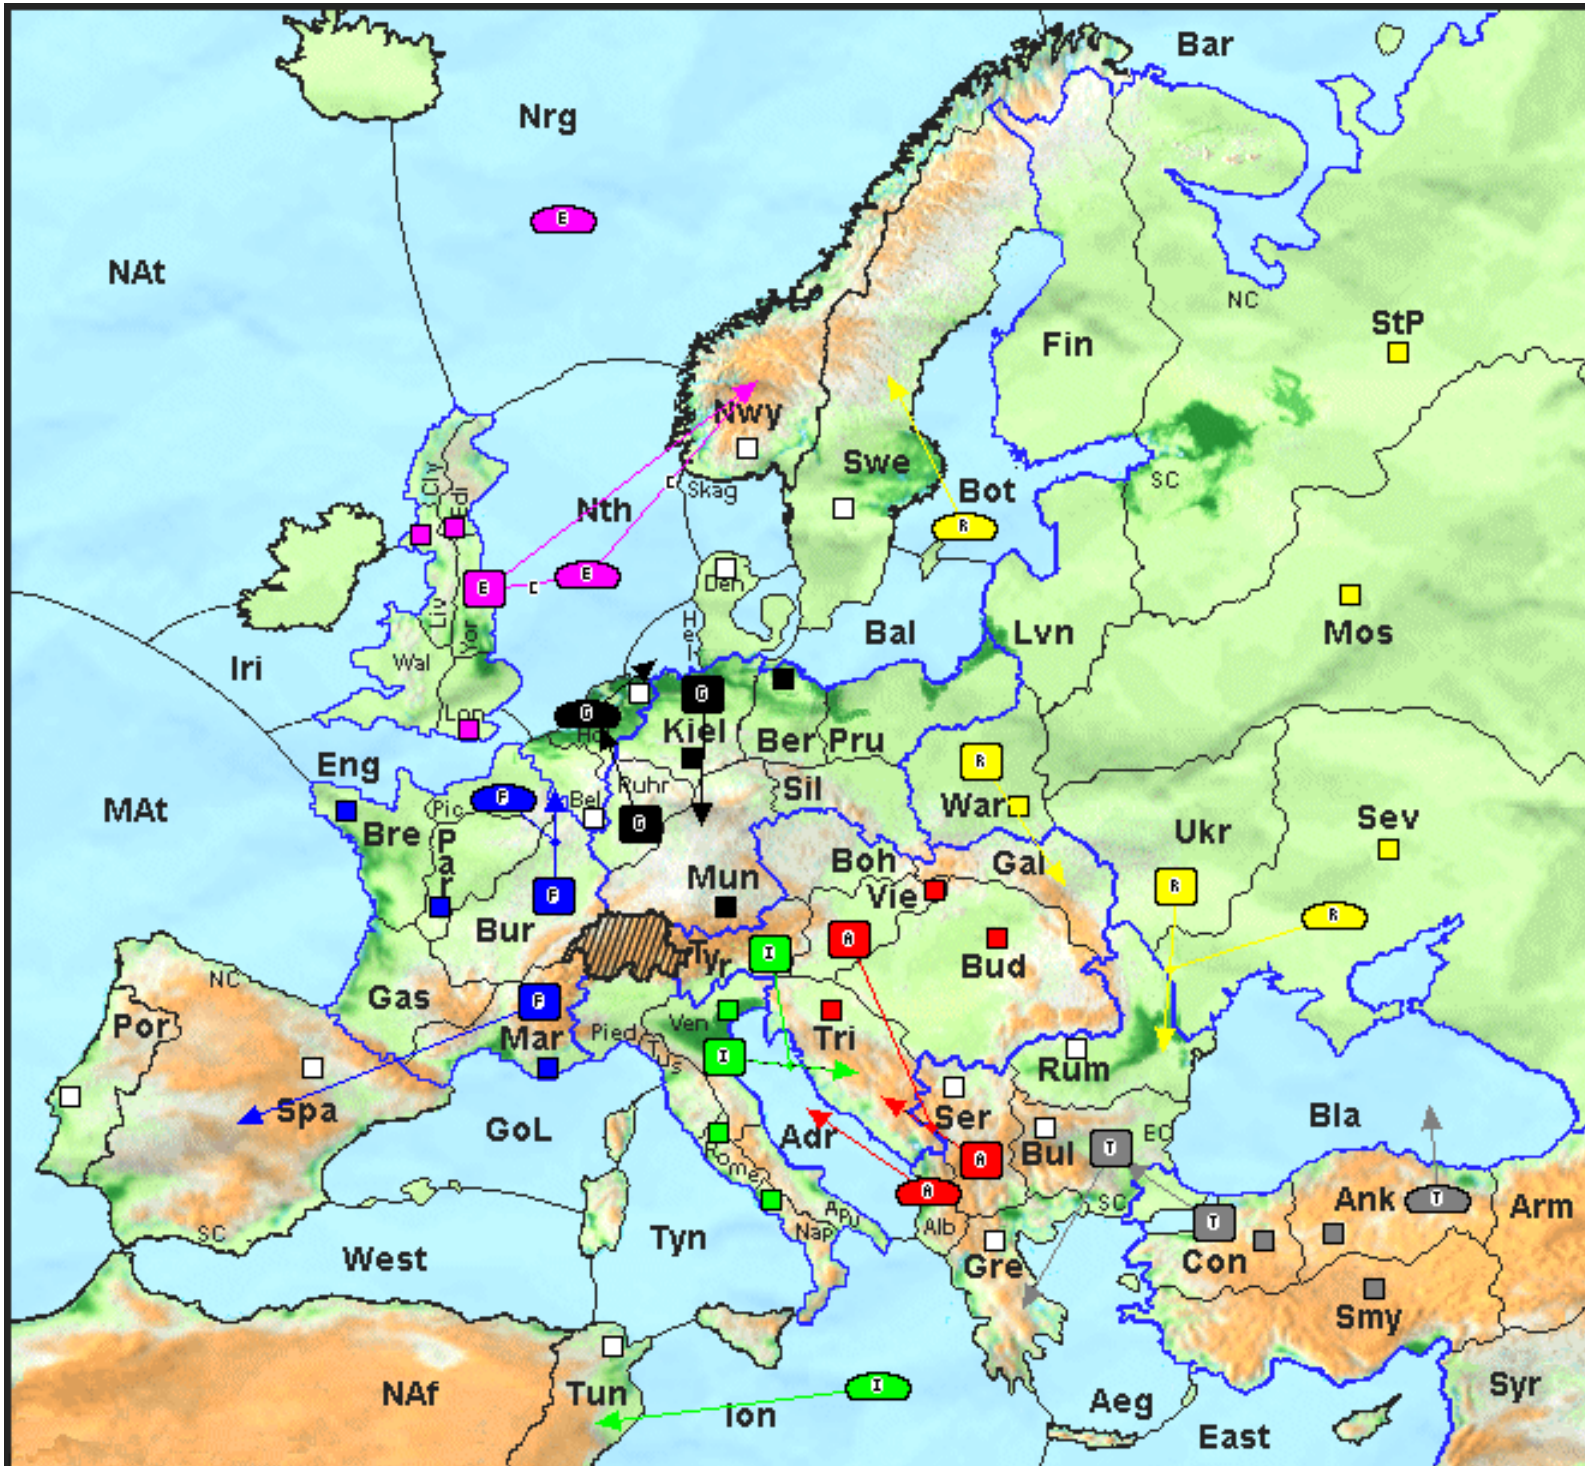 Bar
Nrg
E
NAt
NC
StP
Fin
Nwy
Swe
Bot
SC
Cly
Edi
Nth
C
Skag
R
E
E
C
Den
Liv
Yor
Hel
Bal
Lvn
Mos
Iri
Wal
Lon
G
G
Hol
Kiel
Ber
Pru
Eng
R
Ruhr
Sil
War
MAt
Pic
F
Bel
G
Bre
Par
Ukr
Sev
Boh
Gal
Mun
Vie
F
Bur
R
R
A
I
Tyr
Bud
NC
Gas
F
Por
Mar
Pied
Ven
Tri
I
Tus
Rum
Spa
Ser
GoL
Adr
Bla
Bul
T
EC
Rome
A
A
Ank
T
Arm
SC
Apu
SC
Tyn
Nap
Alb
T
West
Gre
Con
Smy
NAf
Tun
I
Ion
Aeg
Syr
East